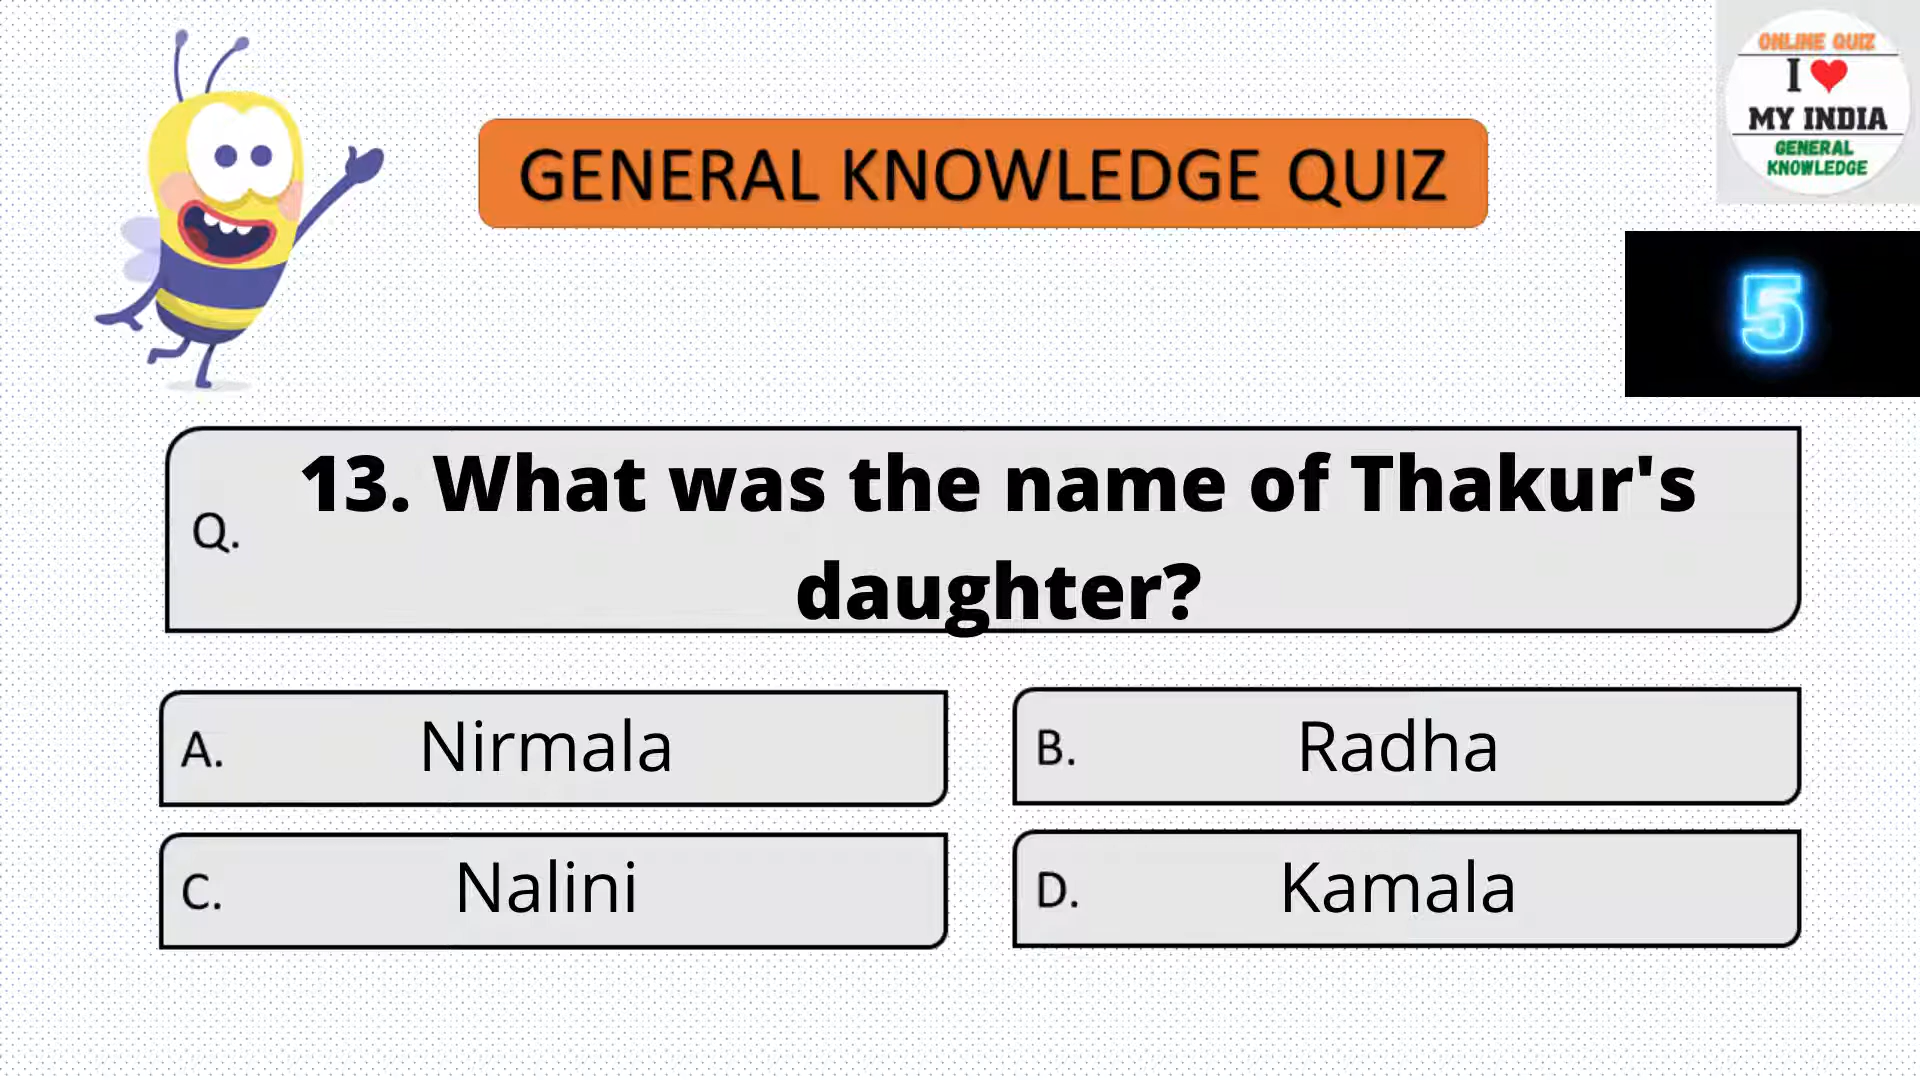 ONLINE QUIZ
I ❤
MY INDIA
GENERAL
KNOWLEDGE
GENERAL KNOWLEDGE QUIZ
5
Q. 13. What was the name of Thakur's
daughter?
A. Nirmala
B. Radha
C. Nalini
D. Kamala